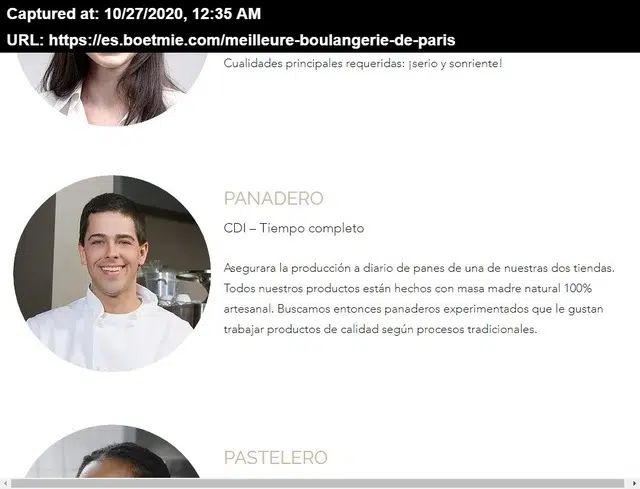 Captured at: 10/27/2020, 12:35 AM
URL: https://es.boetmie.com/meilleure-boulangerie-de-paris
Cualidades principales requeridas: ¡serio y sonriente!
PANADERO
CDI – Tiempo completo
Asegurara la producción a diario de panes de una de nuestras dos tiendas.
Todos nuestros productos están hechos con masa madre natural 100%
artesanal. Buscamos entonces panaderos experimentados que le gustan
trabajar productos de calidad según procesos tradicionales.
PASTELERO